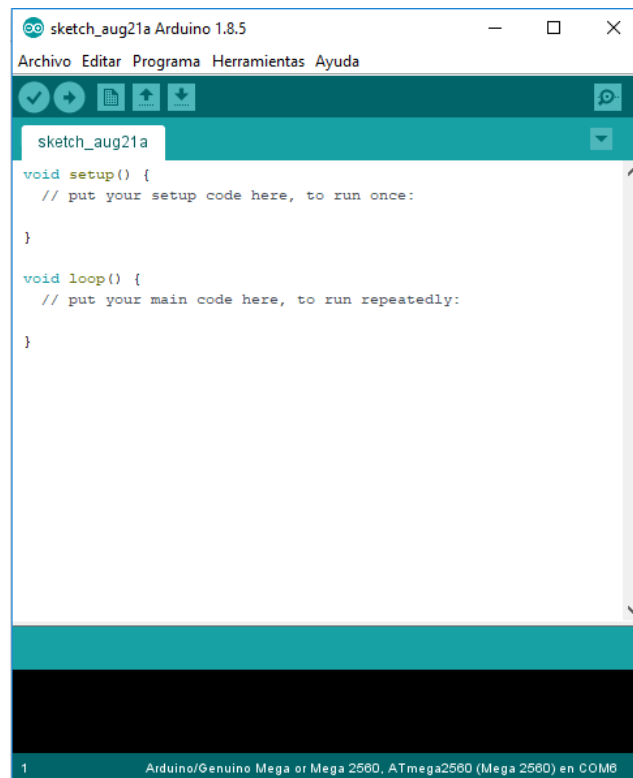 sketch_aug21a Arduino 1.8.5
Archivo Editar Programa Herramientas Ayuda
sketch_aug21a
void setup() {
  // put your setup code here, to run once:
}
void loop() {
  // put your main code here, to run repeatedly:
}
1 Arduino/Genuino Mega or Mega 2560, ATmega2560 (Mega 2560) en COM6